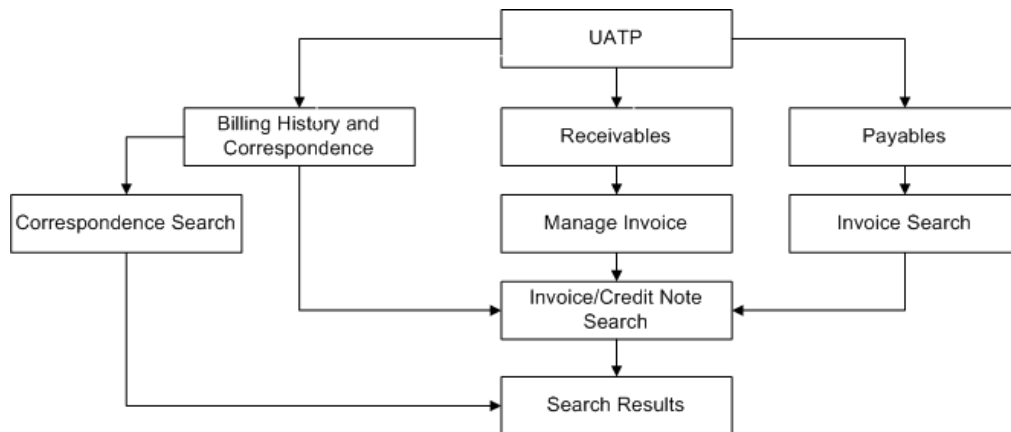 UATP
Billing History and
Correspondence
Receivables
Payables
Correspondence Search
Manage Invoice
Invoice Search
Invoice/Credit Note
Search
Search Results